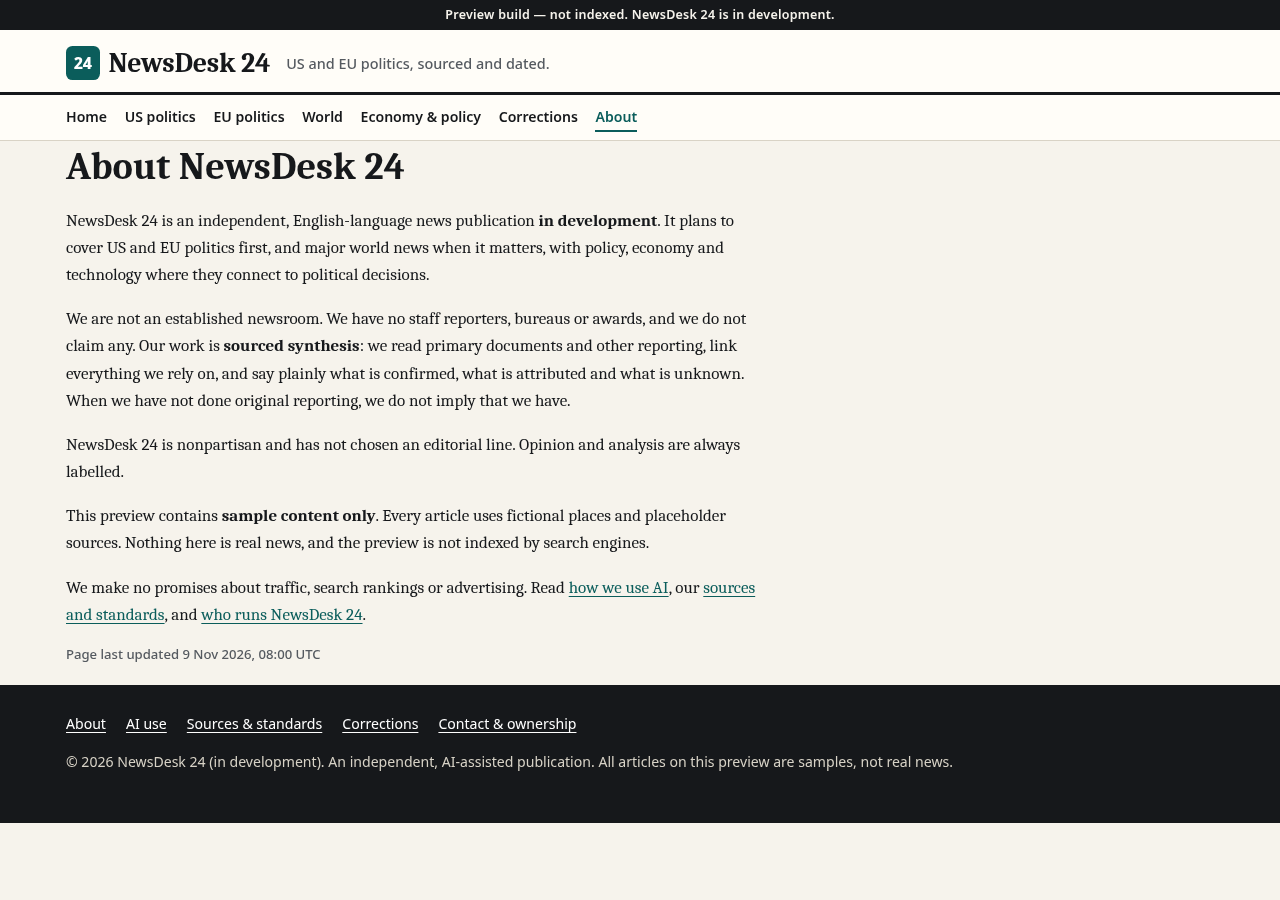 Preview build — not indexed. NewsDesk 24 is in development.
24 NewsDesk 24 US and EU politics, sourced and dated.
Home US politics EU politics World Economy & policy Corrections About
About NewsDesk 24
NewsDesk 24 is an independent, English-language news publication in development. It plans to
cover US and EU politics first, and major world news when it matters, with policy, economy and
technology where they connect to political decisions.
We are not an established newsroom. We have no staff reporters, bureaus or awards, and we do not
claim any. Our work is sourced synthesis: we read primary documents and other reporting, link
everything we rely on, and say plainly what is confirmed, what is attributed and what is unknown.
When we have not done original reporting, we do not imply that we have.
NewsDesk 24 is nonpartisan and has not chosen an editorial line. Opinion and analysis are always
labelled.
This preview contains sample content only. Every article uses fictional places and placeholder
sources. Nothing here is real news, and the preview is not indexed by search engines.
We make no promises about traffic, search rankings or advertising. Read how we use AI, our sources
and standards, and who runs NewsDesk 24.
Page last updated 9 Nov 2026, 08:00 UTC
About AI use Sources & standards Corrections Contact & ownership
© 2026 NewsDesk 24 (in development). An independent, AI-assisted publication. All articles on this preview are samples, not real news.